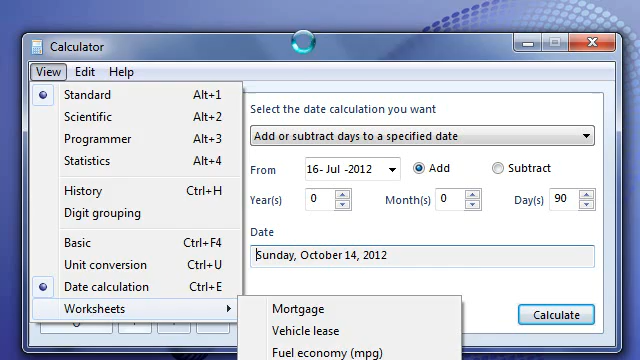 Calculator
View Edit Help
Standard Alt+1
Scientific Alt+2
Programmer Alt+3
Statistics Alt+4
History Ctrl+H
Digit grouping
Basic Ctrl+F4
Unit conversion Ctrl+U
Date calculation Ctrl+E
Worksheets
Mortgage
Vehicle lease
Fuel economy (mpg)
Select the date calculation you want
Add or subtract days to a specified date
From 16- Jul -2012 Add Subtract
Year(s) 0 Month(s) 0 Day(s) 90
Date
Sunday, October 14, 2012
Calculate